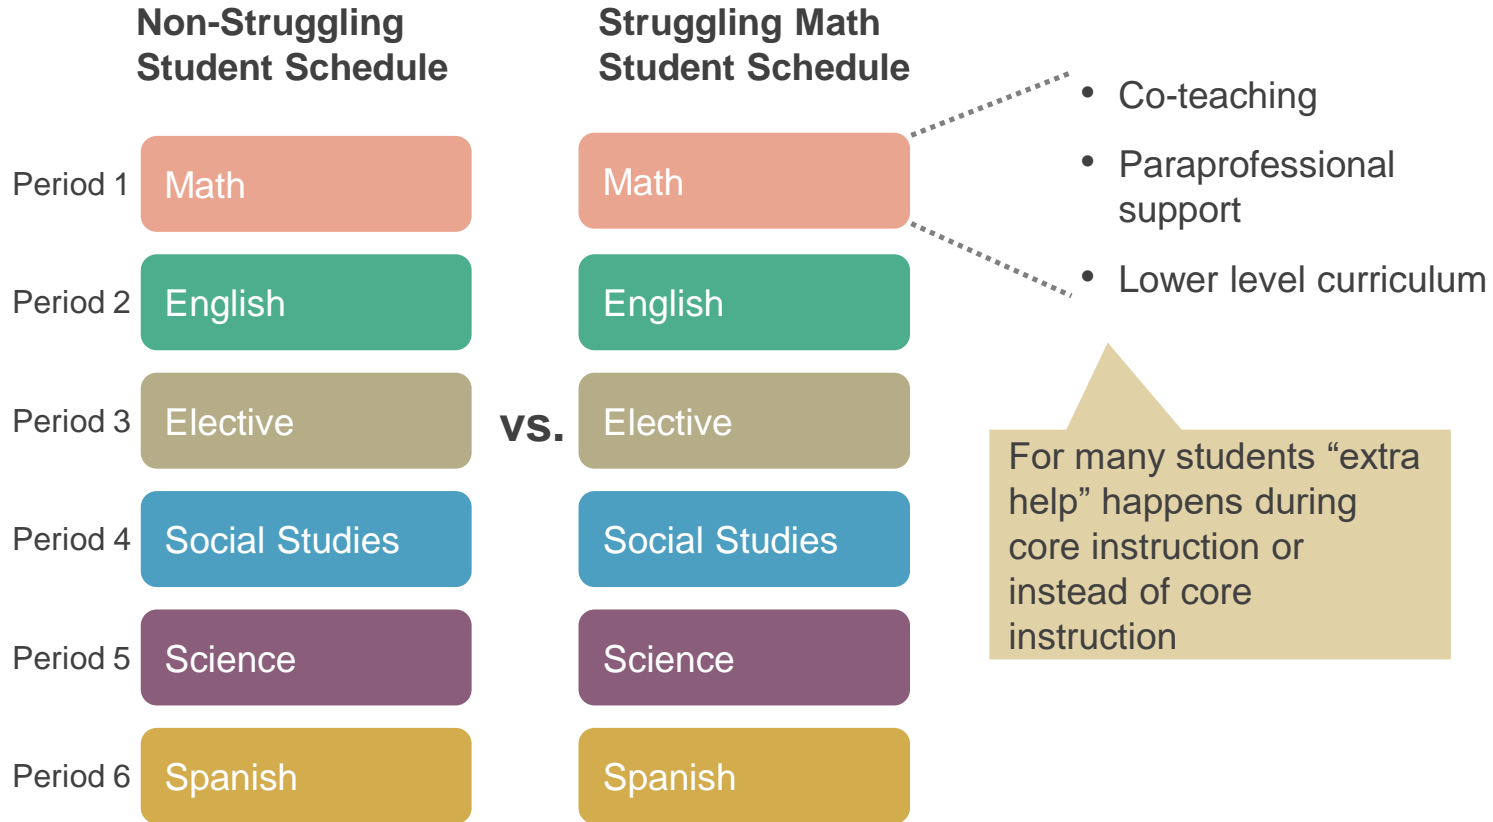 Non-Struggling
Student Schedule
Struggling Math
Student Schedule
Period 1
Math
Math
• Co-teaching
• Paraprofessional
support
• Lower level curriculum
Period 2
English
English
Period 3
Elective
vs.
Elective
For many students “extra
help” happens during
core instruction or
instead of core
instruction
Period 4
Social Studies
Social Studies
Period 5
Science
Science
Period 6
Spanish
Spanish